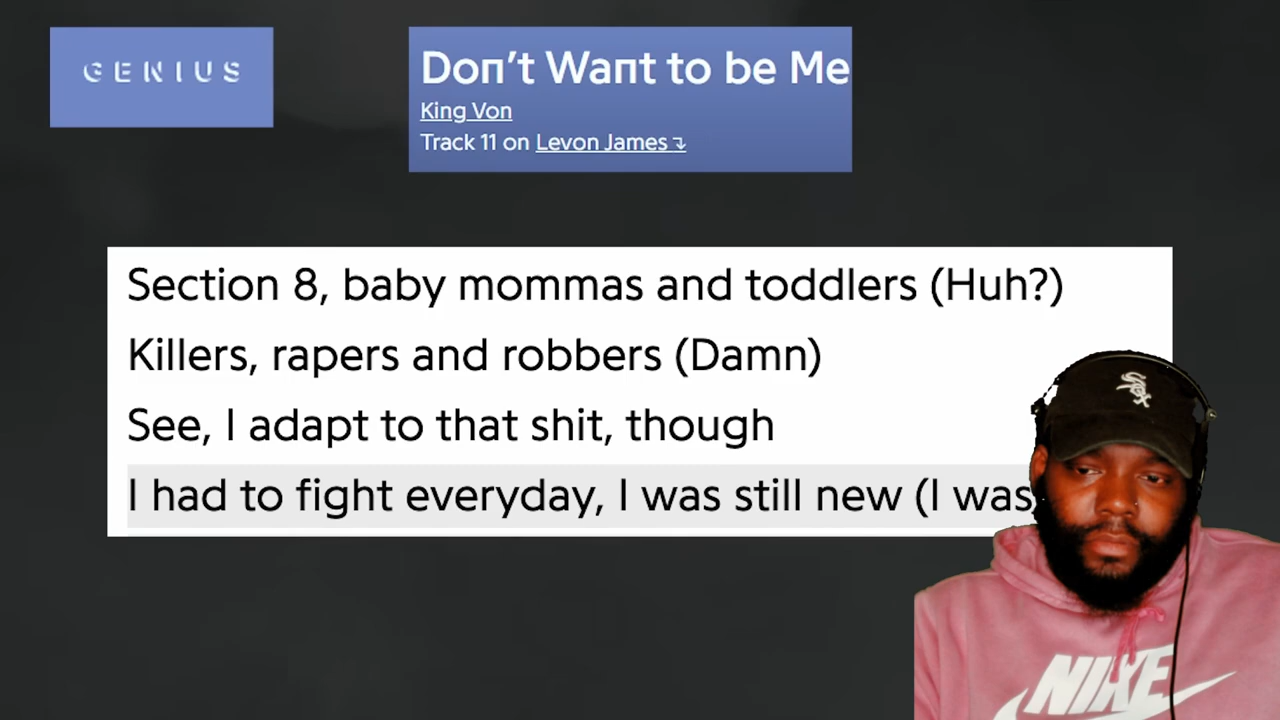 GENIUS
Don't Want to be Me
King Von
Track 11 on Levon James
Section 8, baby mommas and toddlers (Huh?)
Killers, rapers and robbers (Damn)
See, I adapt to that shit, though
I had to fight everyday, I was still new (I was
Sox
NIKE